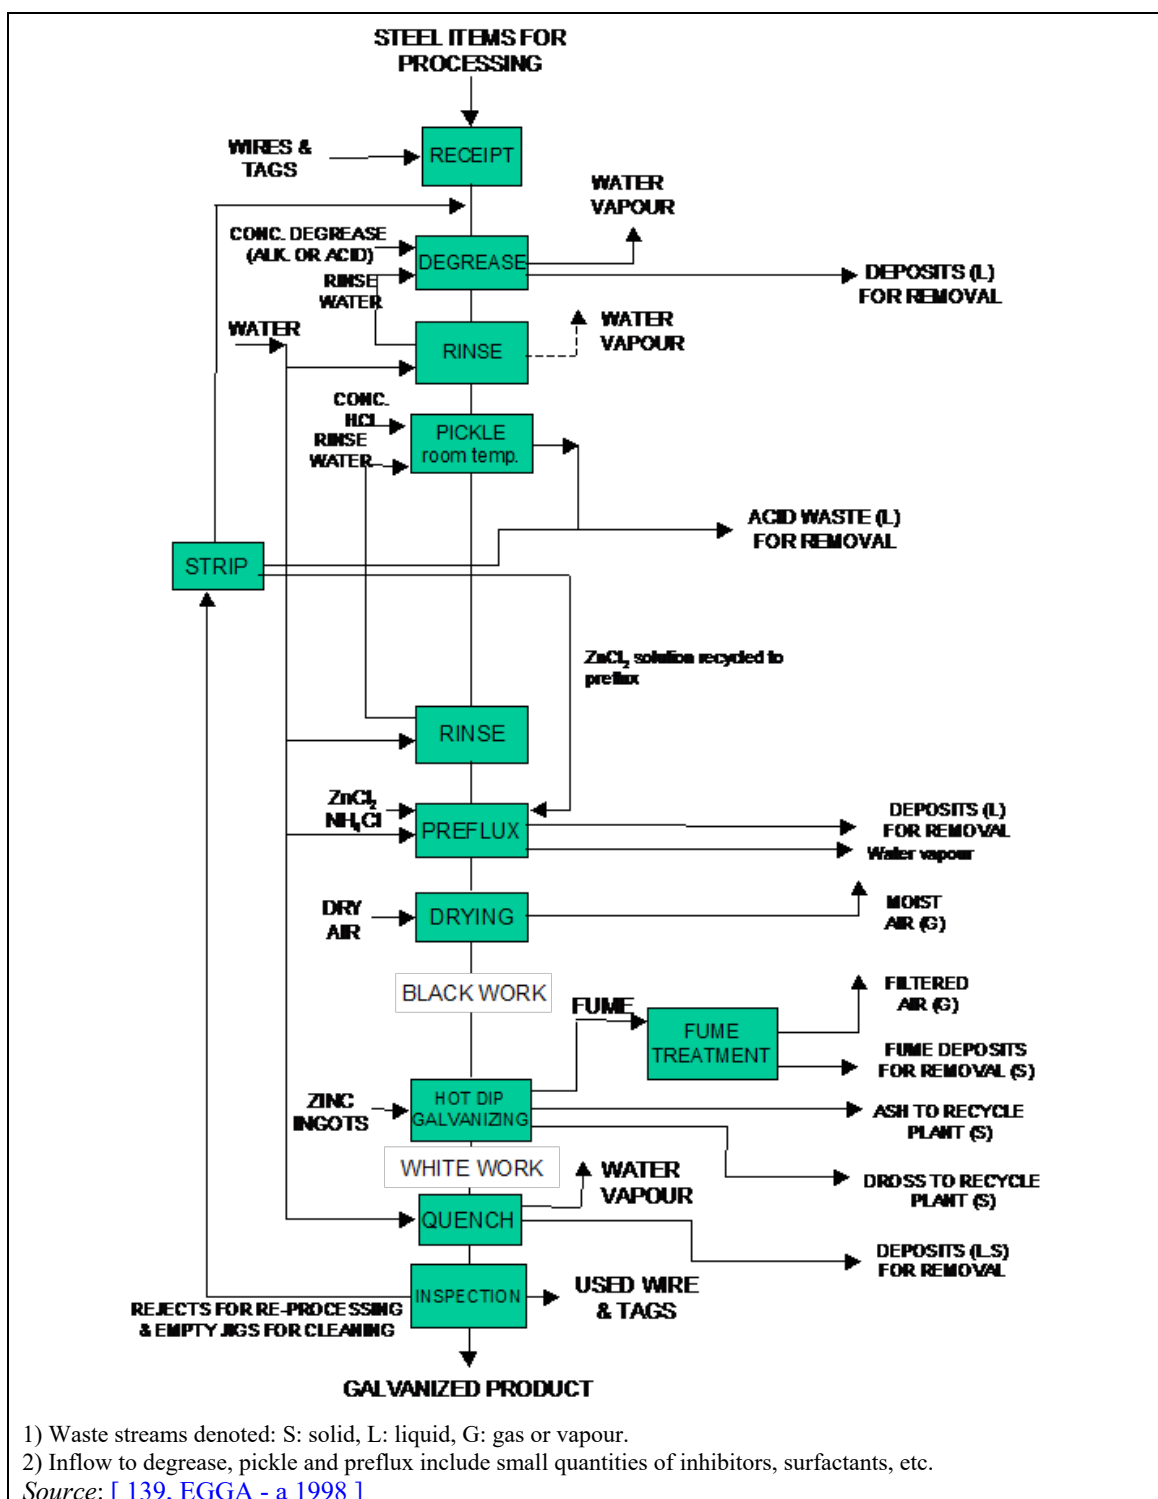 STEEL ITEMS FOR
PROCESSING
WIRES &
TAGS
RECEIPT
WATER
VAPOUR
CONC. DEGREASE
(ALK. OR ACID)
DEGREASE
RINSE
WATER
DEPOSITS (L)
FOR REMOVAL
WATER
RINSE
WATER
VAPOUR
CONC.
HCl
RINSE
WATER
PICKLE
room temp.
ACID WASTE (L)
FOR REMOVAL
STRIP
ZnCl2 solution recycled to
preflux
RINSE
ZnCl2
NH4Cl
PREFLUX
DEPOSITS (L)
FOR REMOVAL
Water vapour
DRY
AIR
DRYING
MOIST
AIR (G)
BLACK WORK
FUME
FUME
TREATMENT
FILTERED
AIR (G)
FUME DEPOSITS
FOR REMOVAL (S)
ZINC
INGOTS
HOT DIP
GALVANIZING
ASH TO RECYCLE
PLANT (S)
WHITE WORK
WATER
VAPOUR
DROSS TO RECYCLE
PLANT (S)
QUENCH
DEPOSITS (L.S)
FOR REMOVAL
INSPECTION
USED WIRE
& TAGS
REJECTS FOR RE-PROCESSING
& EMPTY JIGS FOR CLEANING
GALVANIZED PRODUCT
1) Waste streams denoted: S: solid, L: liquid, G: gas or vapour.
2) Inflow to degrease, pickle and preflux include small quantities of inhibitors, surfactants, etc.
Source: [ 139, EGGA - a 1998 ]